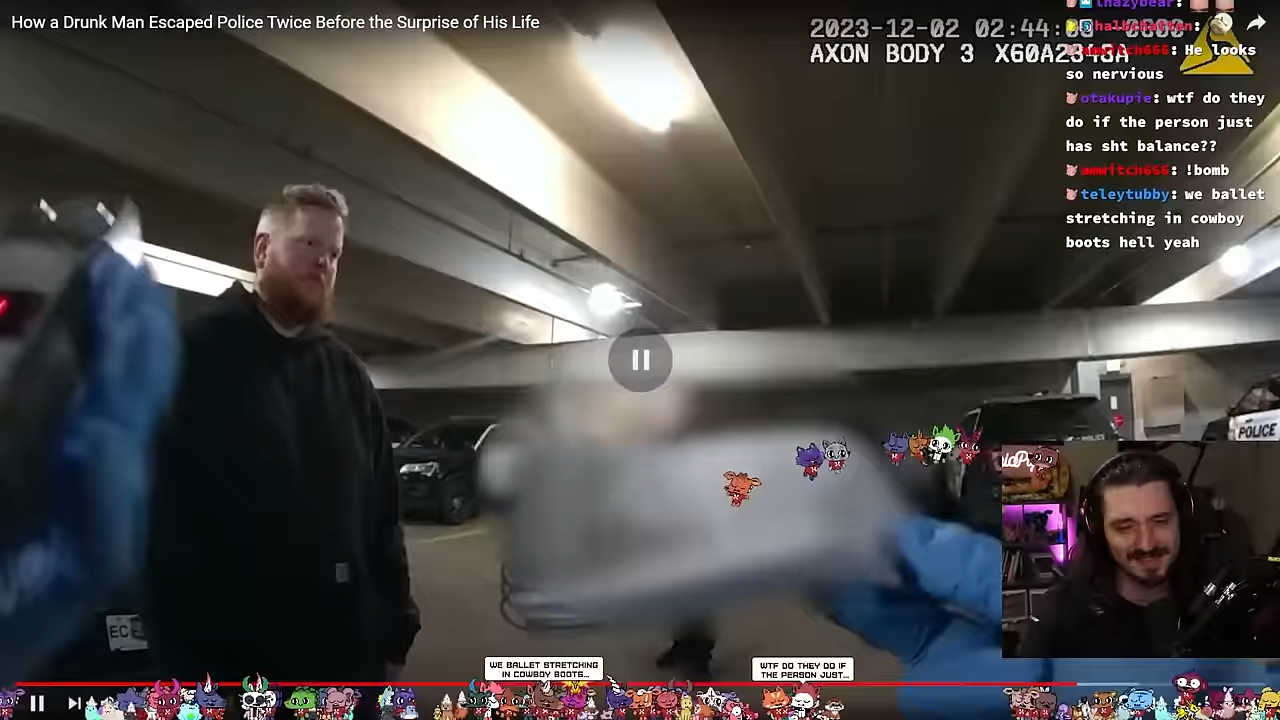 How a Drunk Man Escaped Police Twice Before the Surprise of His Life
2023-12-02 02:44:
AXON BODY 3
lhazybear:
amwitch666: He looks
so nervious
otakupie: wtf do they
do if the person just
has sht balance??
amwitch666: !bomb
teleytubby: we ballet
stretching in cowboy
boots hell yeah
POLICE
WE BALLET STRETCHING
IN COWBOY BOOTS...
WTF DO THEY DO IF
THE PERSON JUST...